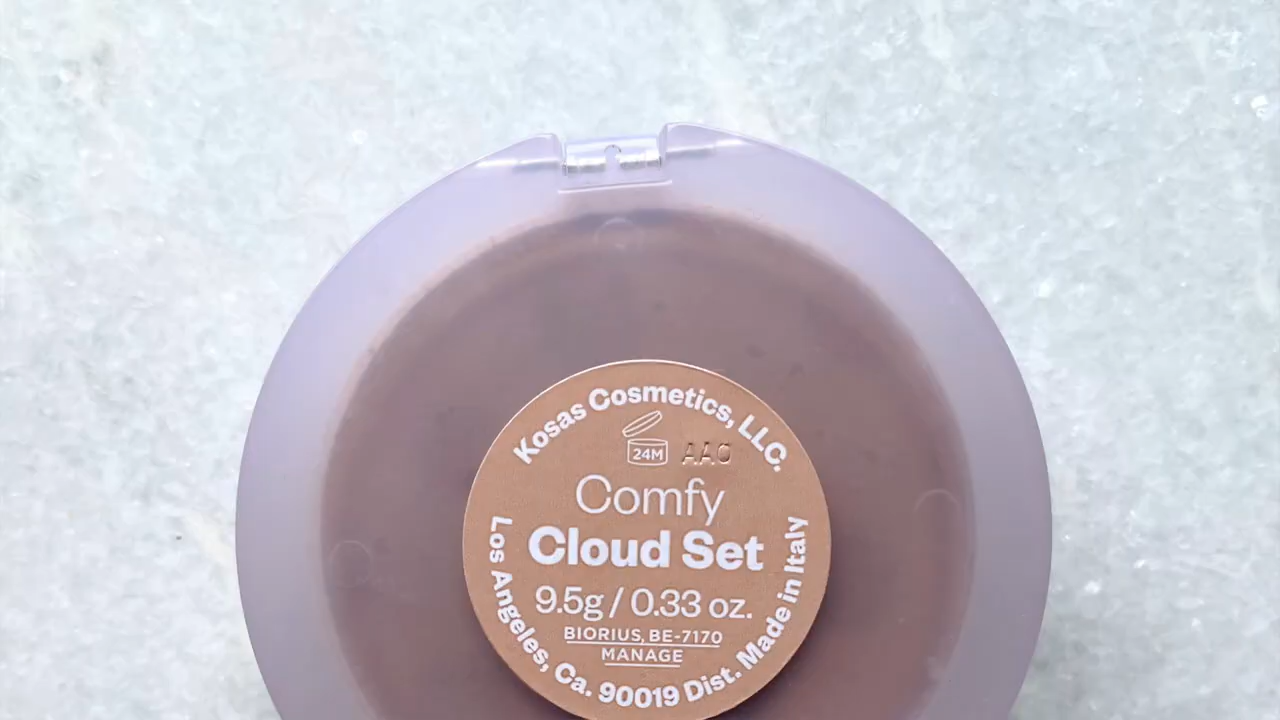 Kosas Cosmetics, LLC.
24M AAO
Comfy
Cloud Set
9.5g / 0.33 oz.
BIORIUS, BE-7170
MANAGE
Los Angeles, Ca. 90019 Dist. Made in Italy